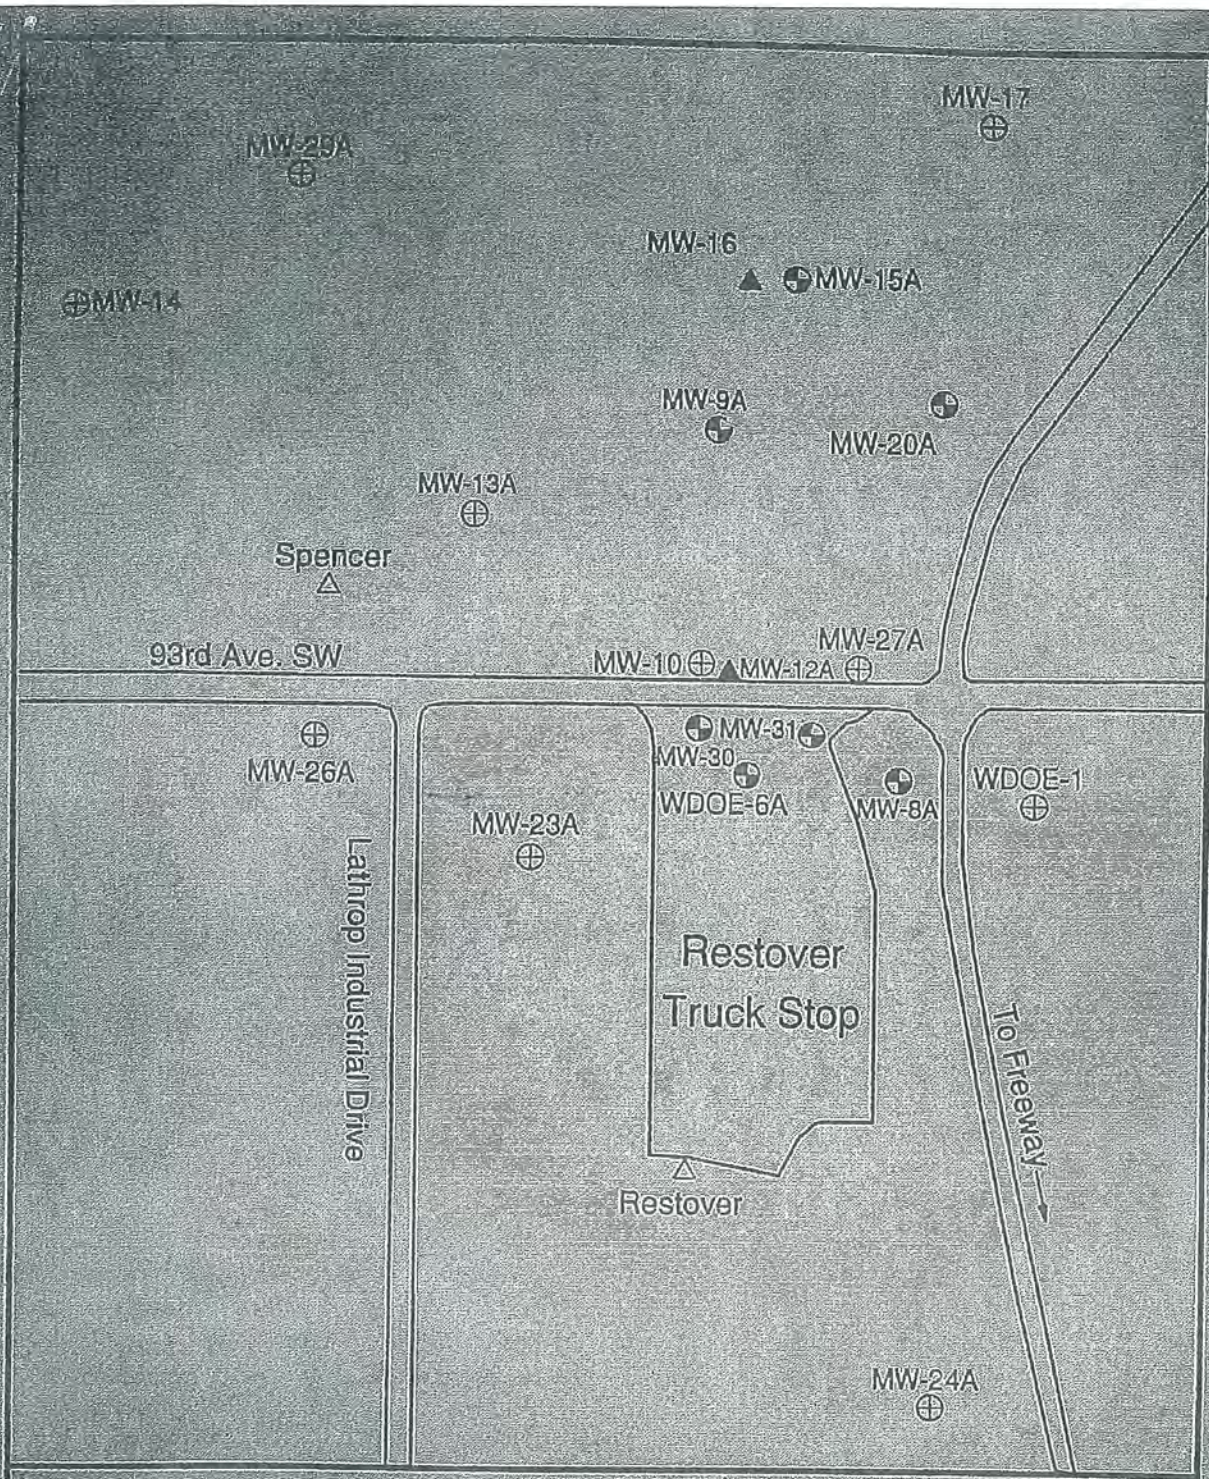 MW-17
MW-29A
MW-16
MW-15A
MW-14
MW-9A
MW-20A
MW-13A
Spencer
93rd Ave. SW
MW-27A
MW-10
MW-12A
MW-31
MW-26A
MW-30
WDOE-1
WDOE-6A
MW-8A
MW-23A
Lathrop Industrial Drive
Restover
Truck Stop
To Freeway
Restover
MW-24A